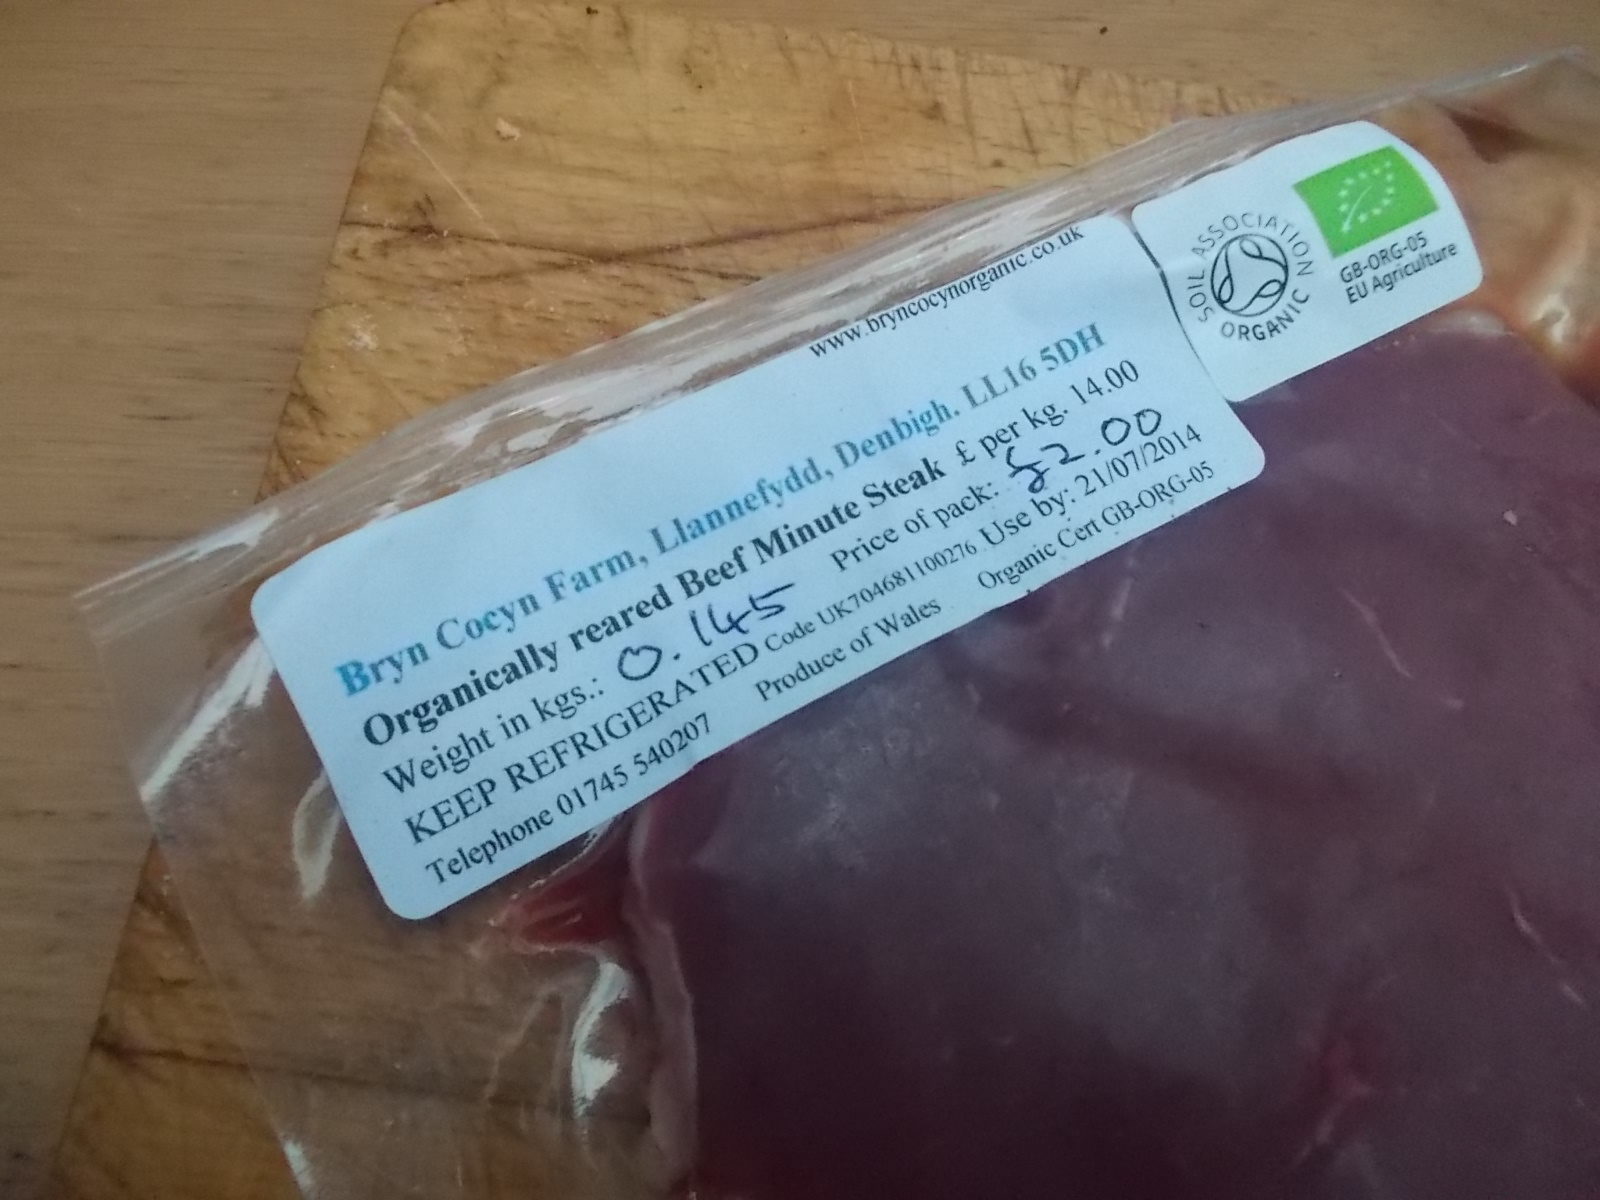 www.bryncocynorganic.co.uk
Bryn Cocyn Farm, Llannefydd, Denbigh. LL16 5DH
Organically reared Beef Minute Steak £ per kg. 14.00
Weight in kgs.: 0.145 Price of pack: £2.00
KEEP REFRIGERATED Code UK704681100276 Use by: 21/07/2014
Telephone 01745 540207 Produce of Wales Organic Cert GB-ORG-05
SOIL ASSOCIATION
ORGANIC
GB-ORG-05
EU Agriculture